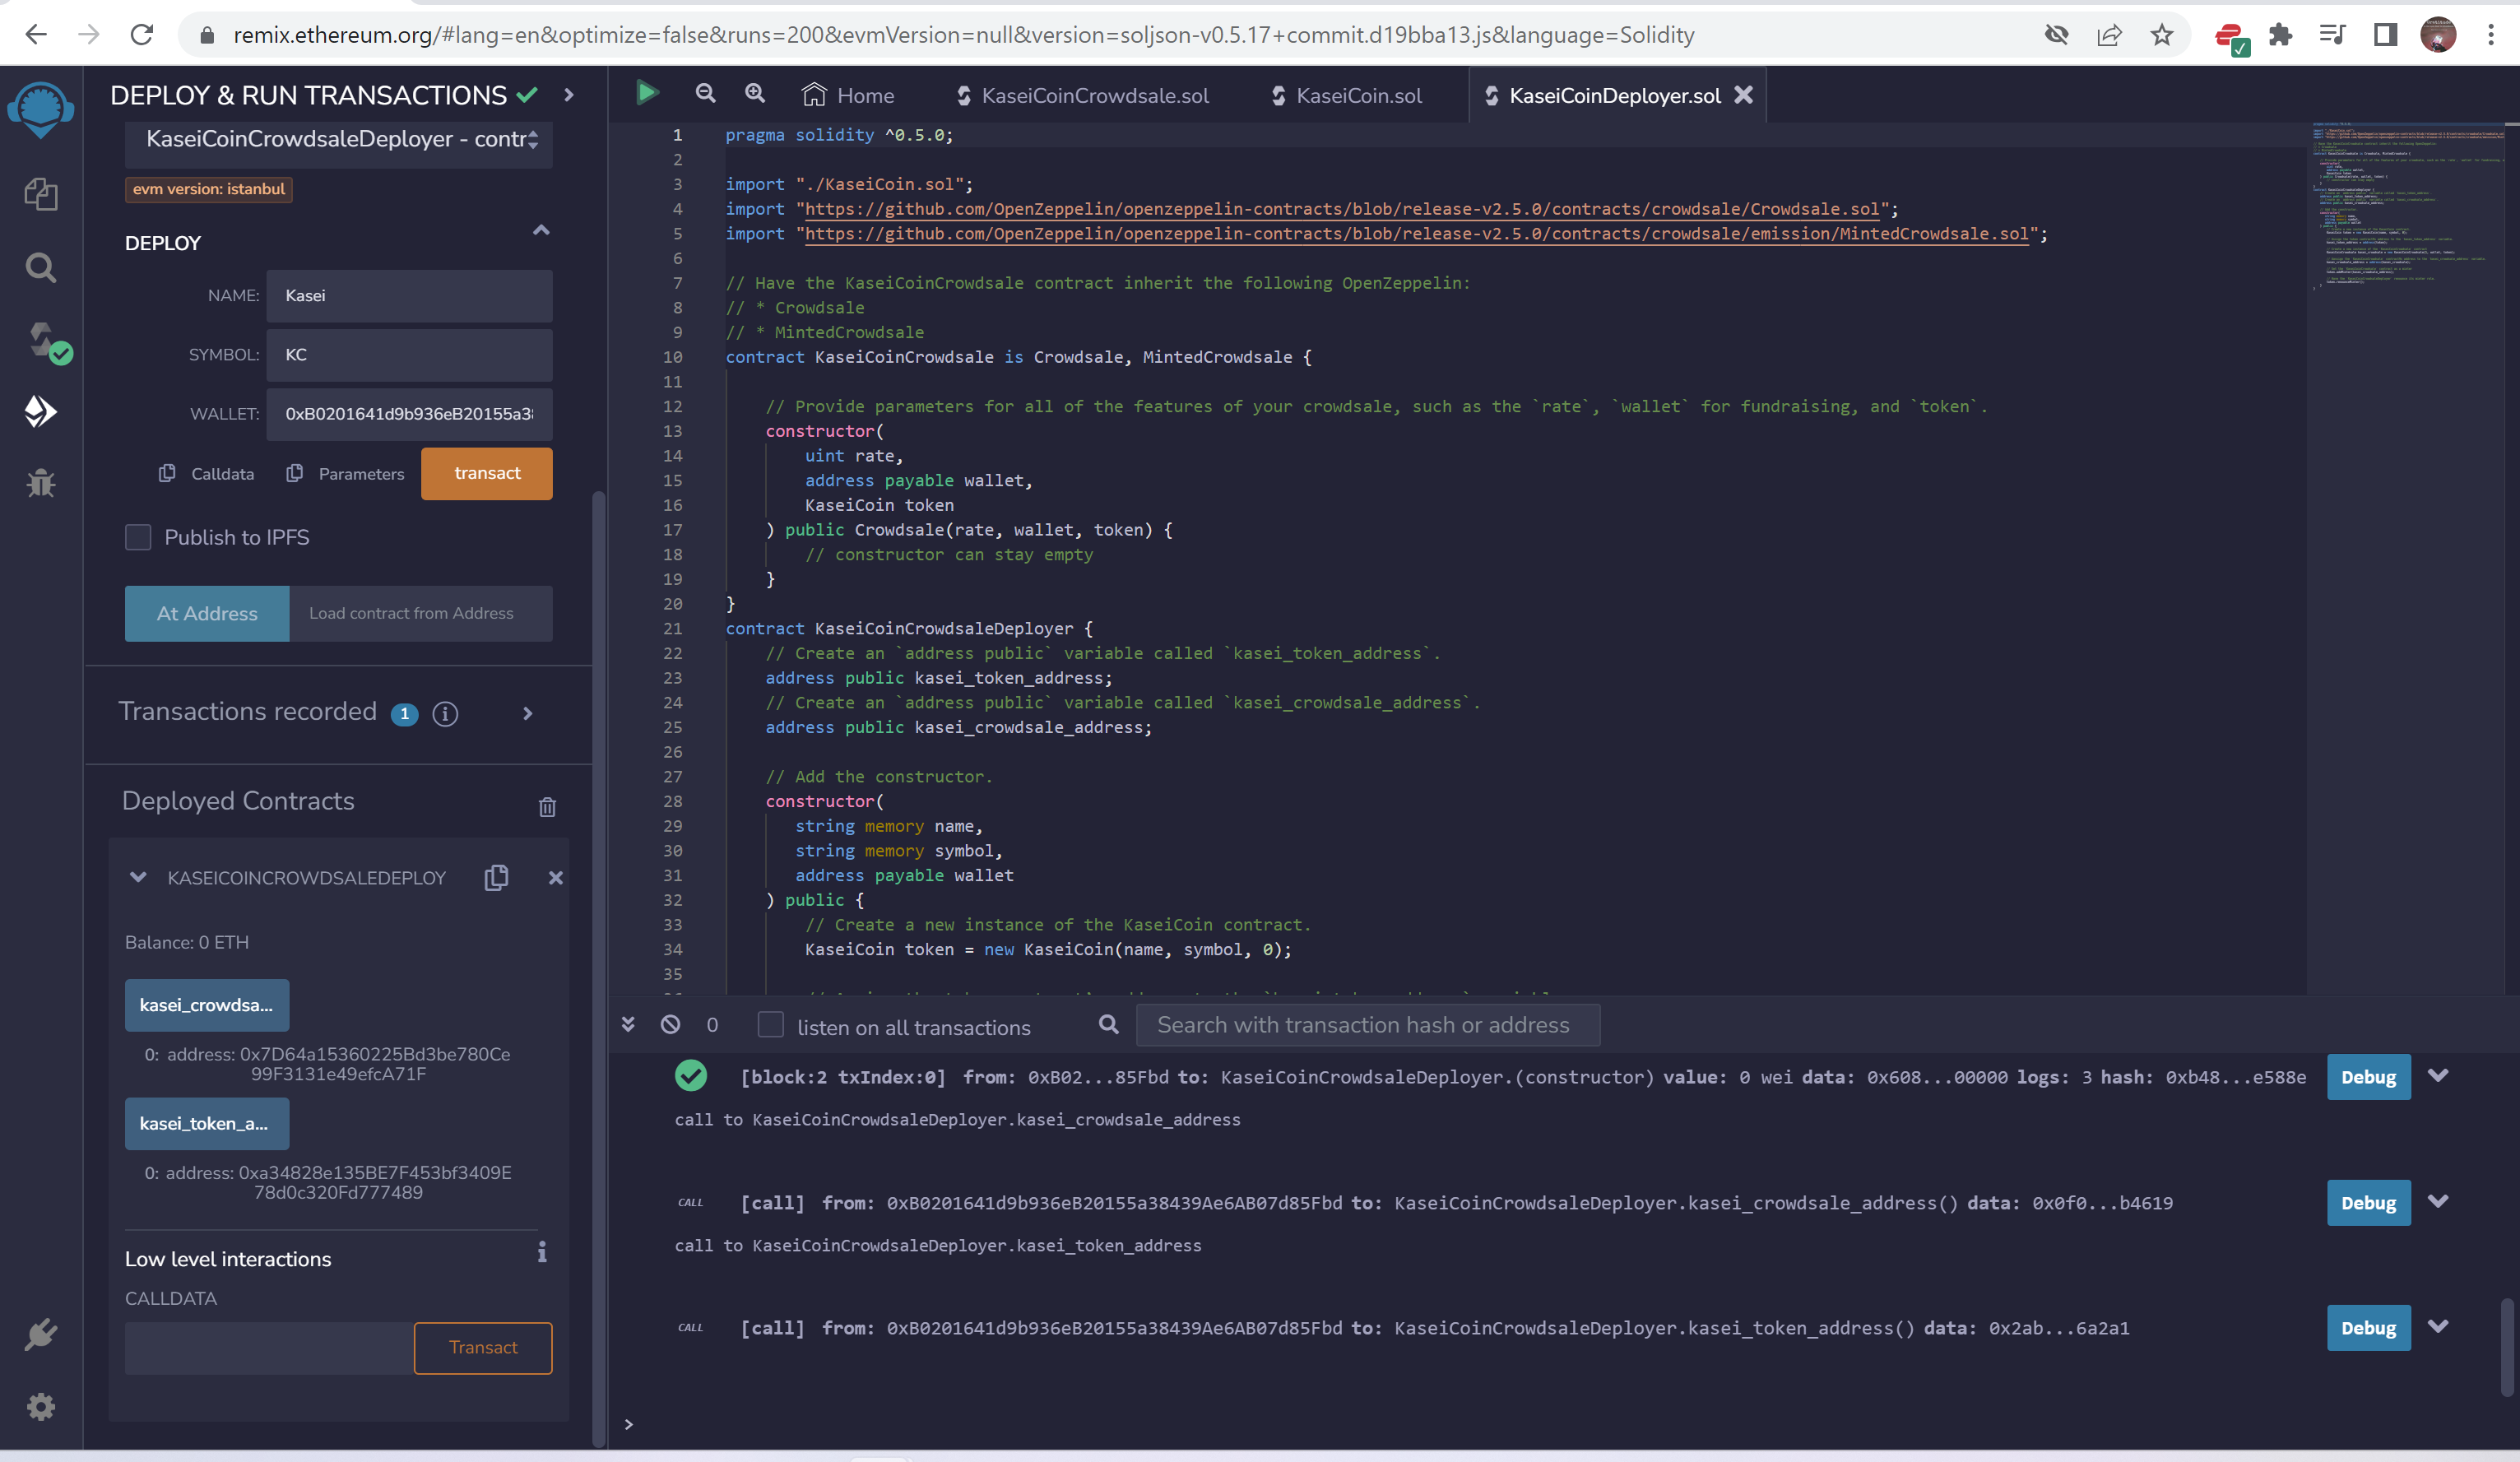 remix.ethereum.org/#lang=en&optimize=false&runs=200&evmVersion=null&version=soljson-v0.5.17+commit.d19bba13.js&language=Solidity
DEPLOY & RUN TRANSACTIONS
KaseiCoinCrowdsaleDeployer - contr
evm version: istanbul
DEPLOY
NAME: Kasei
SYMBOL: KC
WALLET: 0xB0201641d9b936eB20155a3
Calldata Parameters transact
Publish to IPFS
At Address Load contract from Address
Transactions recorded 1 i
Deployed Contracts
KASEICOINCROWDSALEDEPLOY
Balance: 0 ETH
kasei_crowdsa...
0: address: 0x7D64a15360225Bd3be780Ce
99F3131e49efcA71F
kasei_token_a...
0: address: 0xa34828e135BE7F453bf3409E
78d0c320Fd777489
Low level interactions i
CALLDATA
Transact
Home KaseiCoinCrowdsale.sol KaseiCoin.sol KaseiCoinDeployer.sol
1 pragma solidity ^0.5.0;
2
3 import "./KaseiCoin.sol";
4 import "https://github.com/OpenZeppelin/openzeppelin-contracts/blob/release-v2.5.0/contracts/crowdsale/Crowdsale.sol";
5 import "https://github.com/OpenZeppelin/openzeppelin-contracts/blob/release-v2.5.0/contracts/crowdsale/emission/MintedCrowdsale.sol";
6
7 // Have the KaseiCoinCrowdsale contract inherit the following OpenZeppelin:
8 // * Crowdsale
9 // * MintedCrowdsale
10 contract KaseiCoinCrowdsale is Crowdsale, MintedCrowdsale {
11
12 // Provide parameters for all of the features of your crowdsale, such as the `rate`, `wallet` for fundraising, and `token`.
13 constructor(
14 uint rate,
15 address payable wallet,
16 KaseiCoin token
17 ) public Crowdsale(rate, wallet, token) {
18 // constructor can stay empty
19 }
20 }
21 contract KaseiCoinCrowdsaleDeployer {
22 // Create an `address public` variable called `kasei_token_address`.
23 address public kasei_token_address;
24 // Create an `address public` variable called `kasei_crowdsale_address`.
25 address public kasei_crowdsale_address;
26
27 // Add the constructor.
28 constructor(
29 string memory name,
30 string memory symbol,
31 address payable wallet
32 ) public {
33 // Create a new instance of the KaseiCoin contract.
34 KaseiCoin token = new KaseiCoin(name, symbol, 0);
35
0 listen on all transactions Search with transaction hash or address
[block:2 txIndex:0] from: 0xB02...85Fbd to: KaseiCoinCrowdsaleDeployer.(constructor) value: 0 wei data: 0x608...00000 logs: 3 hash: 0xb48...e588e Debug
call to KaseiCoinCrowdsaleDeployer.kasei_crowdsale_address
CALL [call] from: 0xB0201641d9b936eB20155a38439Ae6AB07d85Fbd to: KaseiCoinCrowdsaleDeployer.kasei_crowdsale_address() data: 0x0f0...b4619 Debug
call to KaseiCoinCrowdsaleDeployer.kasei_token_address
CALL [call] from: 0xB0201641d9b936eB20155a38439Ae6AB07d85Fbd to: KaseiCoinCrowdsaleDeployer.kasei_token_address() data: 0x2ab...6a2a1 Debug
>